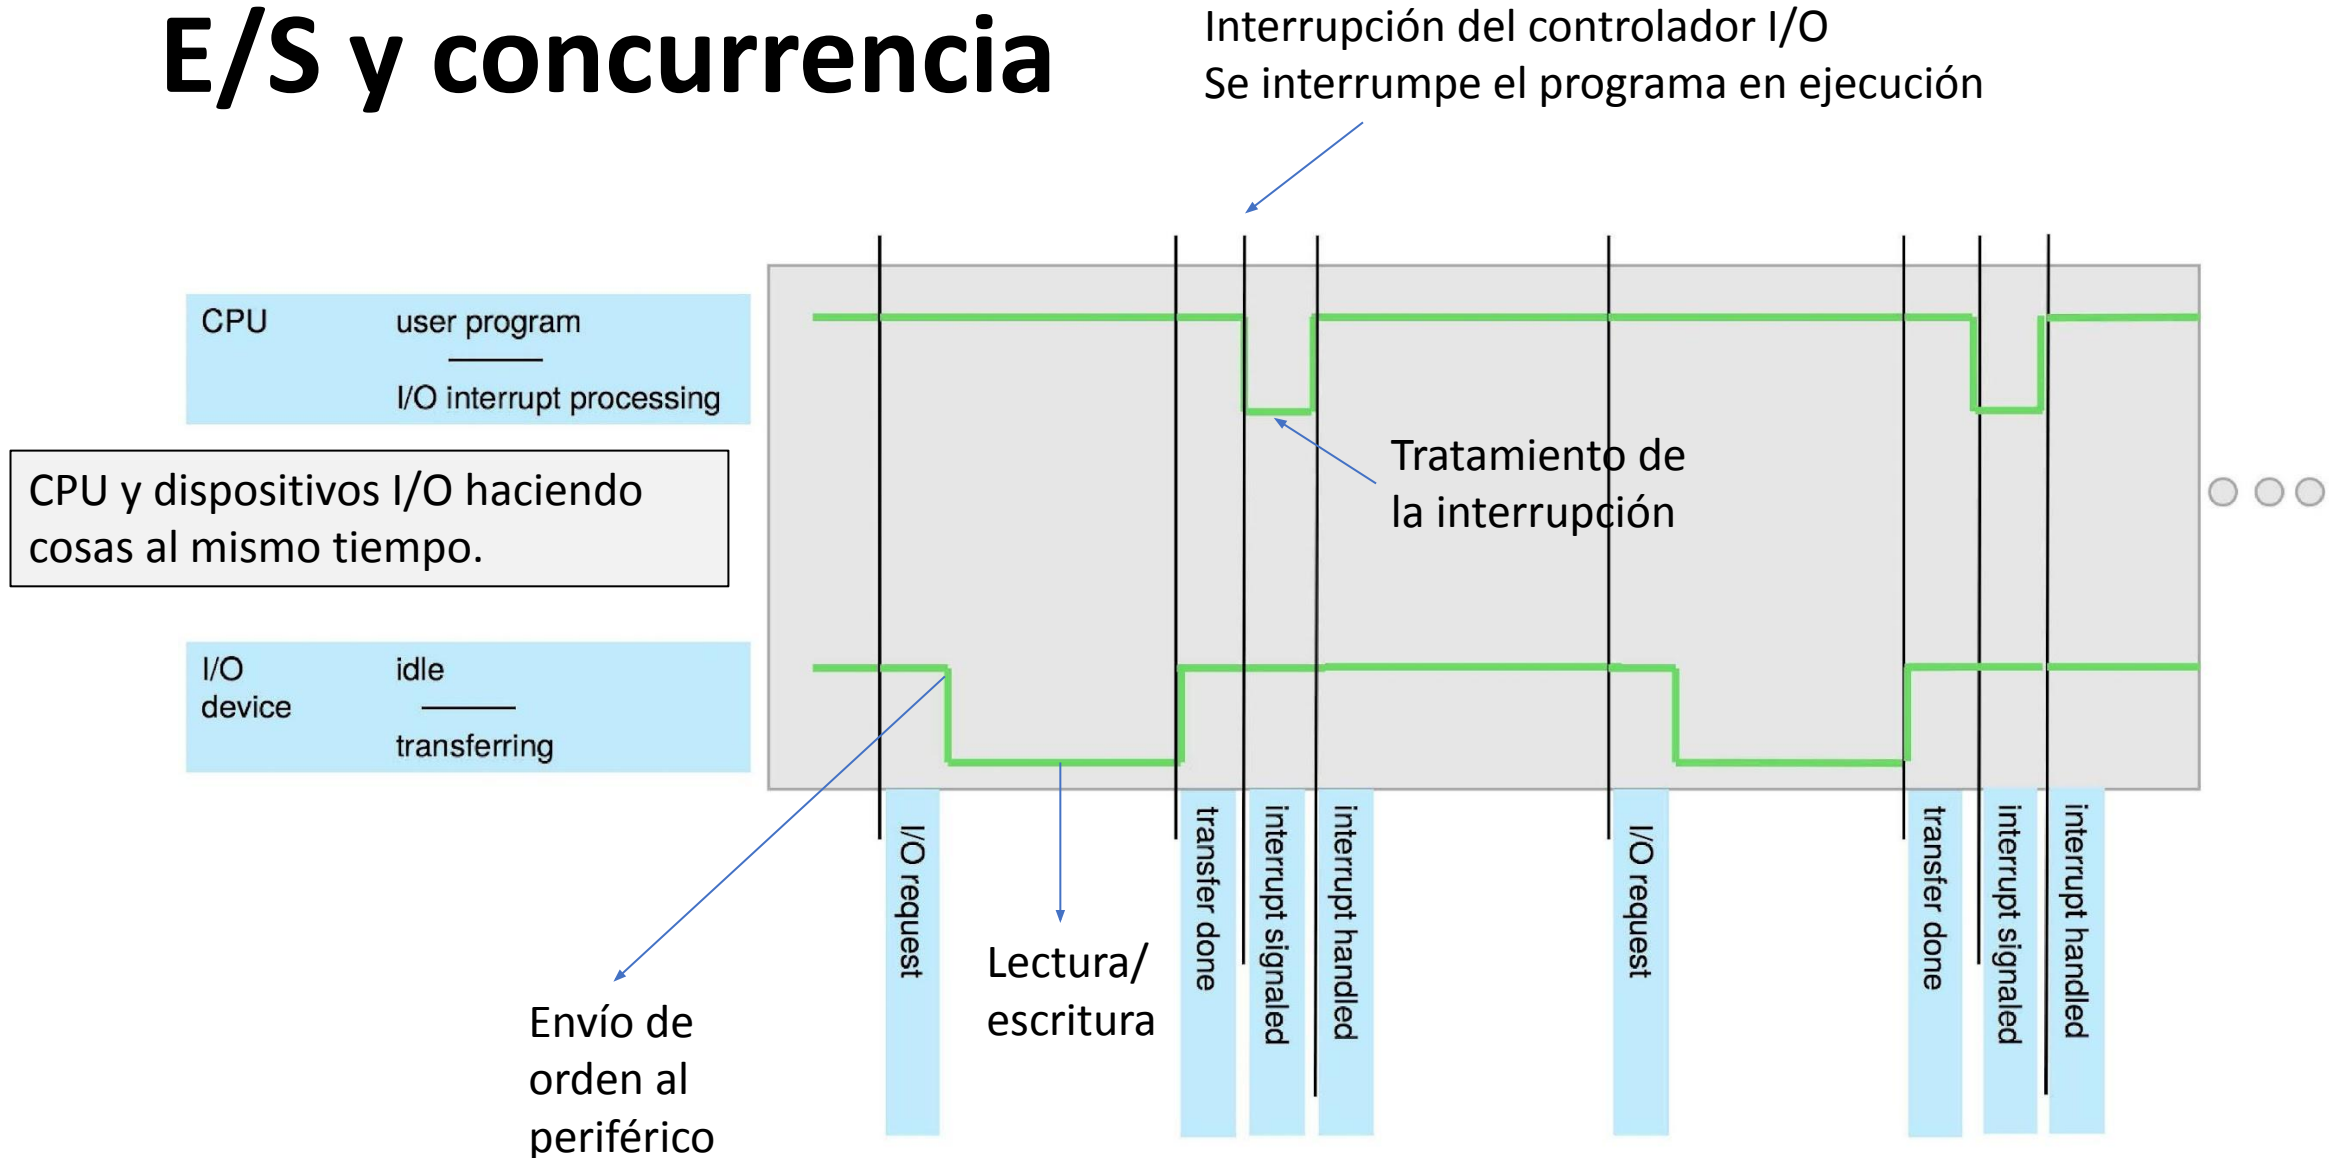 E/S y concurrencia
Interrupción del controlador I/O
Se interrumpe el programa en ejecución
CPU
user program
I/O interrupt processing
CPU y dispositivos I/O haciendo
cosas al mismo tiempo.
Tratamiento de
la interrupción
I/O
device
idle
transferring
I/O request
transfer done
interrupt signaled
interrupt handled
I/O request
transfer done
interrupt signaled
interrupt handled
Lectura/
escritura
Envío de
orden al
periférico